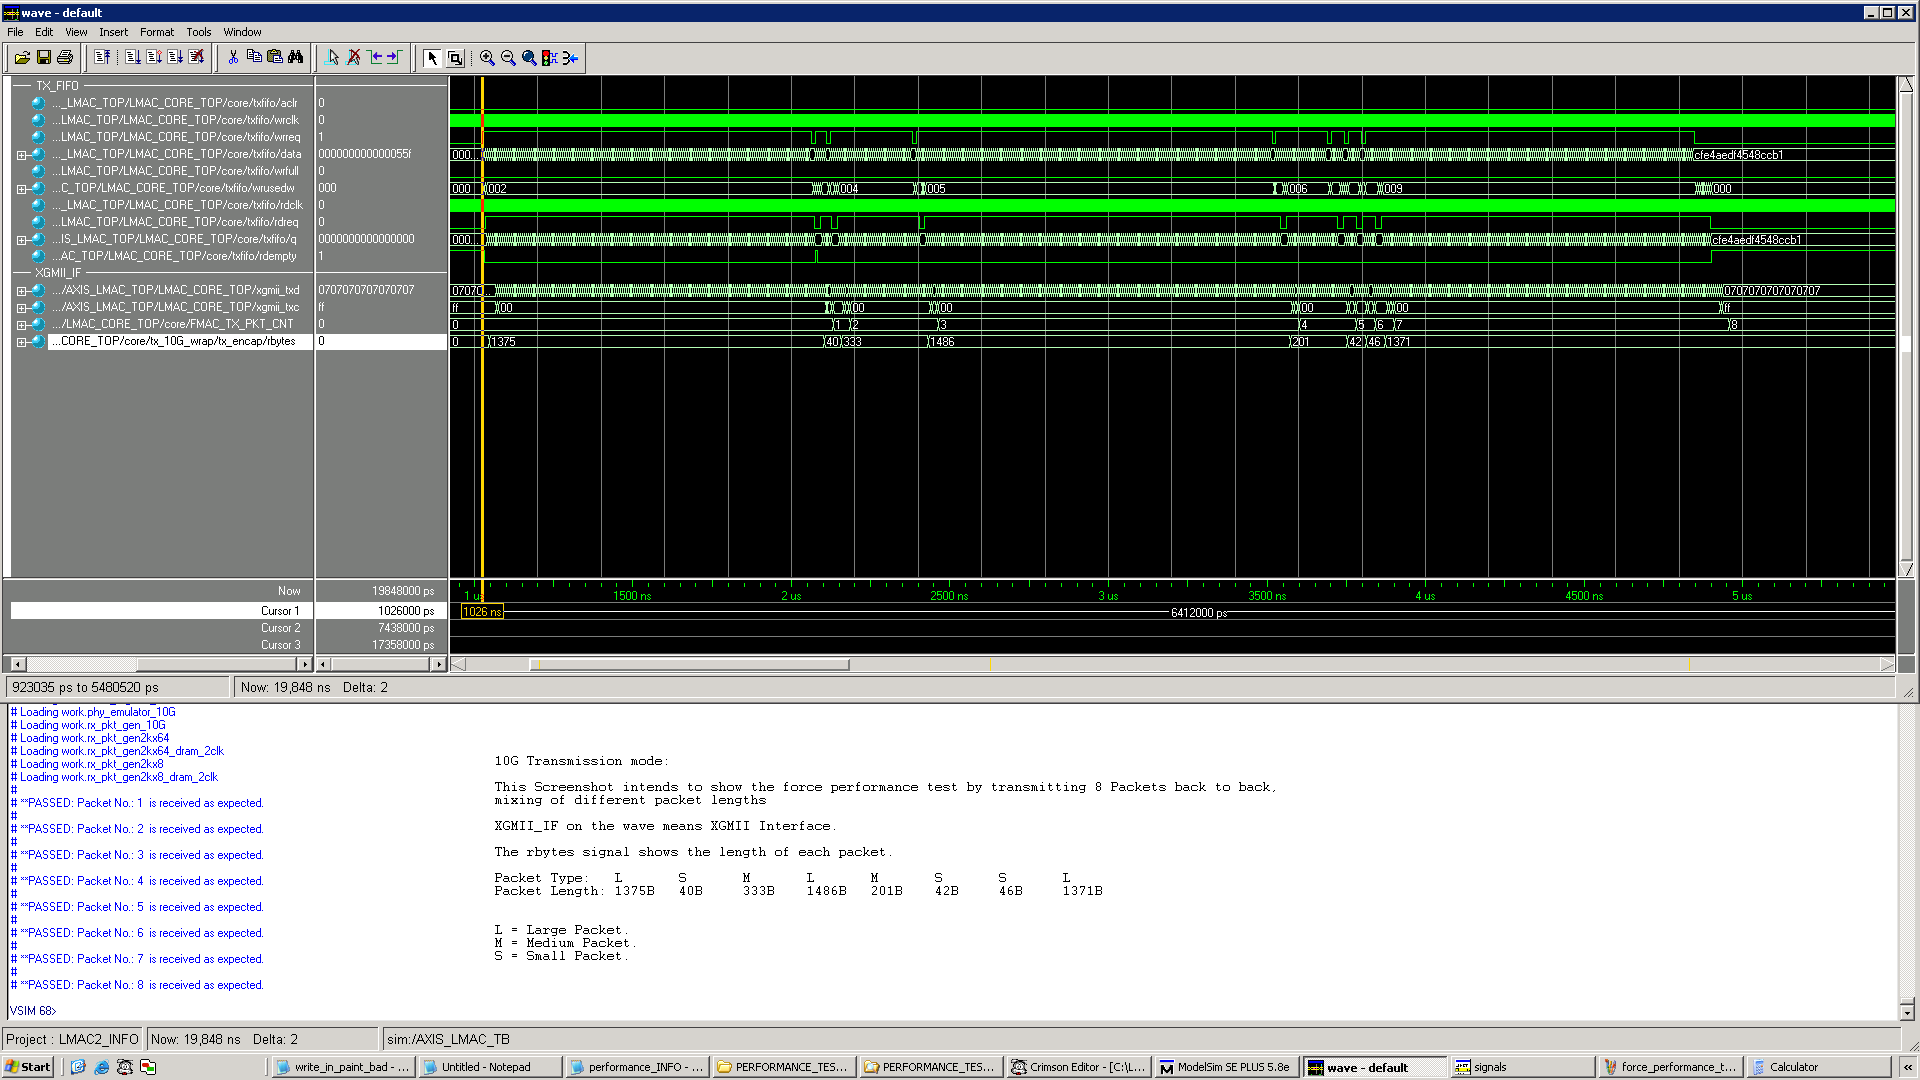 wave - default
File Edit View Insert Format Tools Window
TX_FIFO
..._LMAC_TOP/LMAC_CORE_TOP/core/txfifo/aclr 0
...LMAC_TOP/LMAC_CORE_TOP/core/txfifo/wrclk 0
...LMAC_TOP/LMAC_CORE_TOP/core/txfifo/wrreq 1
..._LMAC_TOP/LMAC_CORE_TOP/core/txfifo/data 000000000000055f 000... cfe4aedf4548ccb1
...LMAC_TOP/LMAC_CORE_TOP/core/txfifo/wrfull 0
...C_TOP/LMAC_CORE_TOP/core/txfifo/wrusedw 000 000 002 004 005 006 009 000
..._LMAC_TOP/LMAC_CORE_TOP/core/txfifo/rdclk 0
...LMAC_TOP/LMAC_CORE_TOP/core/txfifo/rdreq 1
...IS_LMAC_TOP/LMAC_CORE_TOP/core/txfifo/q 0000000000000000 000... cfe4aedf4548ccb1
...AC_TOP/LMAC_CORE_TOP/core/txfifo/rdempty 1
XGMII_IF
.../AXIS_LMAC_TOP/LMAC_CORE_TOP/xgmii_txd 0707070707070707 07070 0707070707070707
.../AXIS_LMAC_TOP/LMAC_CORE_TOP/xgmii_txc ff ff 00 00 00 00 00 ff
.../LMAC_CORE_TOP/core/FMAC_TX_PKT_CNT 0 0 1 2 3 4 5 6 7 8
...CORE_TOP/core/tx_10G_wrap/tx_encap/rbytes 0 0 1375 40 333 1486 201 42 46 1371
Now 19848000 ps 1 us 1500 ns 2 us 2500 ns 3 us 3500 ns 4 us 4500 ns 5 us
Cursor 1 1026000 ps 1026 ns 6412000 ps
Cursor 2 7438000 ps
Cursor 3 17358000 ps
923035 ps to 5480520 ps Now: 19,848 ns Delta: 2
# Loading work.phy_emulator_10G
# Loading work.rx_pkt_gen_10G
# Loading work.rx_pkt_gen2kx64
# Loading work.rx_pkt_gen2kx64_dram_2clk
# Loading work.rx_pkt_gen2kx8
# Loading work.rx_pkt_gen2kx8_dram_2clk
#
# **PASSED: Packet No.: 1 is received as expected.
#
# **PASSED: Packet No.: 2 is received as expected.
#
# **PASSED: Packet No.: 3 is received as expected.
#
# **PASSED: Packet No.: 4 is received as expected.
#
# **PASSED: Packet No.: 5 is received as expected.
#
# **PASSED: Packet No.: 6 is received as expected.
#
# **PASSED: Packet No.: 7 is received as expected.
#
# **PASSED: Packet No.: 8 is received as expected.
VSIM 68>
10G Transmission mode:
This Screenshot intends to show the force performance test by transmitting 8 Packets back to back,
mixing of different packet lengths
XGMII_IF on the wave means XGMII Interface.
The rbytes signal shows the length of each packet.
Packet Type: L S M L M S S L
Packet Length: 1375B 40B 333B 1486B 201B 42B 46B 1371B
L = Large Packet.
M = Medium Packet.
S = Small Packet.
Project : LMAC2_INFO Now: 19,848 ns Delta: 2 sim:/AXIS_LMAC_TB
Start write_in_paint_bad - ... Untitled - Notepad performance_INFO - ... PERFORMANCE_TES... PERFORMANCE_TES... Crimson Editor - [C:\L... ModelSim SE PLUS 5.8e wave - default signals force_performance_t... Calculator